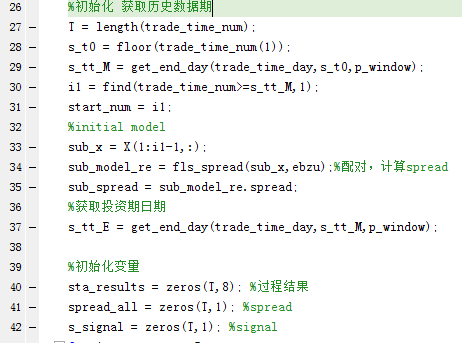 26 %初始化 获取历史数据期
27 - T = length(trade_time_num);
28 - s_t0 = floor(trade_time_num(1));
29 - s_tt_M = get_end_day(trade_time_day,s_t0,p_window);
30 - i1 = find(trade_time_num>=s_tt_M,1);
31 - start_num = i1;
32 %initial model
33 - sub_x = X(1:i1-1,:);
34 - sub_model_re = fls_spread(sub_x,ebzu);%配对，计算spread
35 - sub_spread = sub_model_re.spread;
36 %获取投资期日期
37 - s_tt_E = get_end_day(trade_time_day,s_tt_M,p_window);
38
39 %初始化变量
40 - sta_results = zeros(T,8); %过程结果
41 - spread_all = zeros(T,1); %spread
42 - s_signal = zeros(T,1); %signal